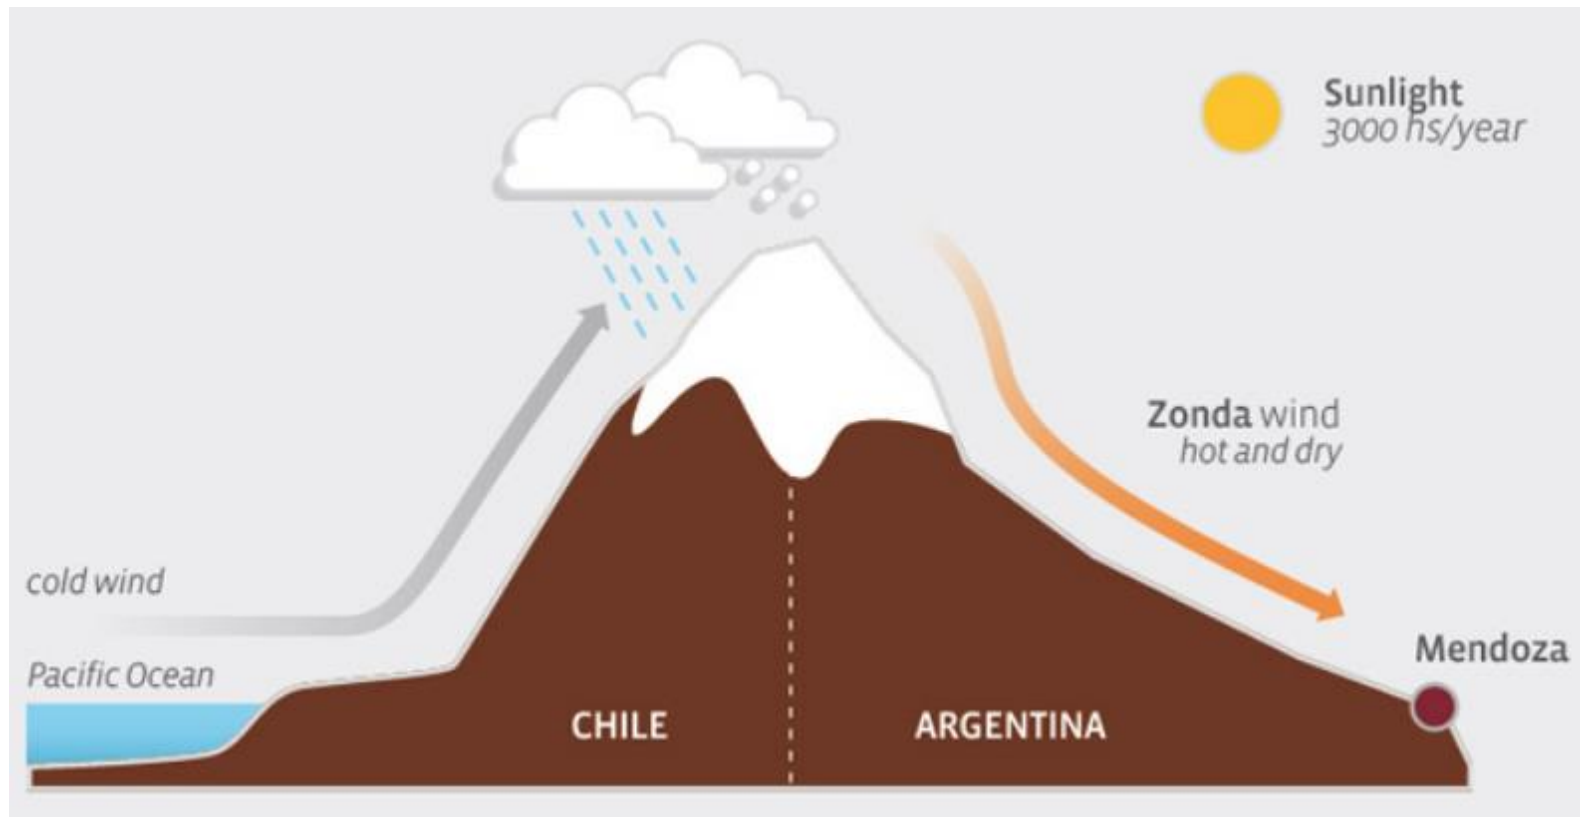 Sunlight
3000 hs/year
Zonda wind
hot and dry
cold wind
Mendoza
Pacific Ocean
CHILE
ARGENTINA